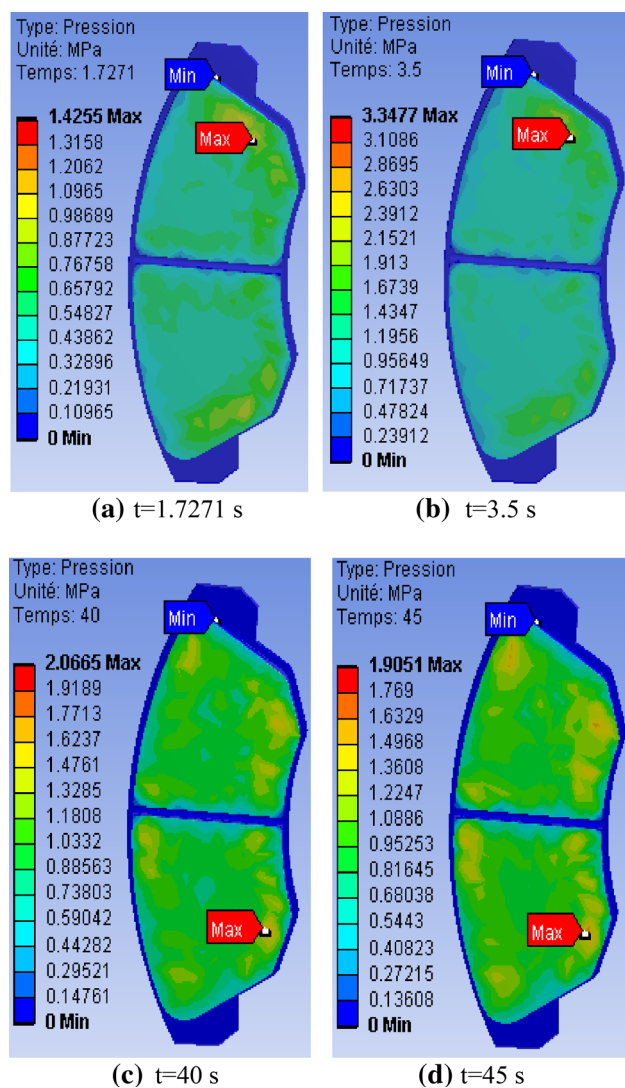 Type: Pression
Unité: MPa
Temps: 1.7271
Min
1.4255 Max
1.3158
1.2062
1.0965
0.98689
0.87723
0.76758
0.65792
0.54827
0.43862
0.32896
0.21931
0.10965
0 Min
Max
(a) t=1.7271 s
Type: Pression
Unité: MPa
Temps: 3.5
Min
3.3477 Max
3.1086
2.8695
2.6303
2.3912
2.1521
1.913
1.6739
1.4347
1.1956
0.95649
0.71737
0.47824
0.23912
0 Min
Max
(b) t=3.5 s
Type: Pression
Unité: MPa
Temps: 40
Min
2.0665 Max
1.9189
1.7713
1.6237
1.4761
1.3285
1.1808
1.0332
0.88563
0.73803
0.59042
0.44282
0.29521
0.14761
0 Min
Max
(c) t=40 s
Type: Pression
Unité: MPa
Temps: 45
Min
1.9051 Max
1.769
1.6329
1.4968
1.3608
1.2247
1.0886
0.95253
0.81645
0.68038
0.5443
0.40823
0.27215
0.13608
0 Min
Max
(d) t=45 s